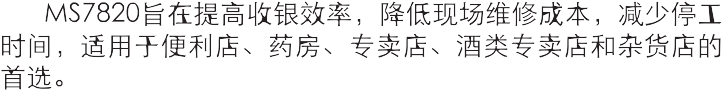 MS7820旨在提高收银效率，降低现场维修成本，减少停工
时间，适用于便利店、药房、专卖店、酒类专卖店和杂货店的
首选。